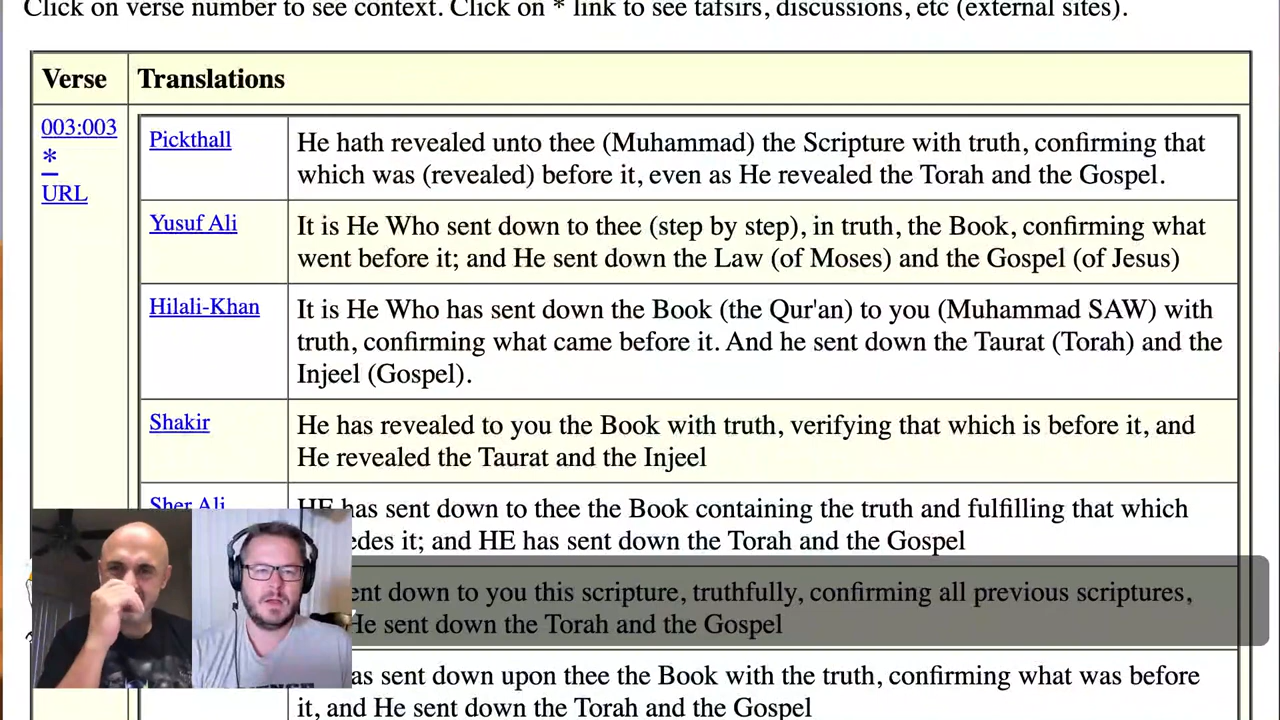 Click on verse number to see context. Click on * link to see tafsirs, discussions, etc (external sites).
Verse
Translations
003:003
*
URL
Pickthall
He hath revealed unto thee (Muhammad) the Scripture with truth, confirming that
which was (revealed) before it, even as He revealed the Torah and the Gospel.
Yusuf Ali
It is He Who sent down to thee (step by step), in truth, the Book, confirming what
went before it; and He sent down the Law (of Moses) and the Gospel (of Jesus)
Hilali-Khan
It is He Who has sent down the Book (the Qur'an) to you (Muhammad SAW) with
truth, confirming what came before it. And he sent down the Taurat (Torah) and the
Injeel (Gospel).
Shakir
He has revealed to you the Book with truth, verifying that which is before it, and
He revealed the Taurat and the Injeel
Sher Ali
HE has sent down to thee the Book containing the truth and fulfilling that which
it; and HE has sent down the Torah and the Gospel
down to you this scripture, truthfully, confirming all previous scriptures,
He sent down the Torah and the Gospel
sent down upon thee the Book with the truth, confirming what was before
it, and He sent down the Torah and the Gospel